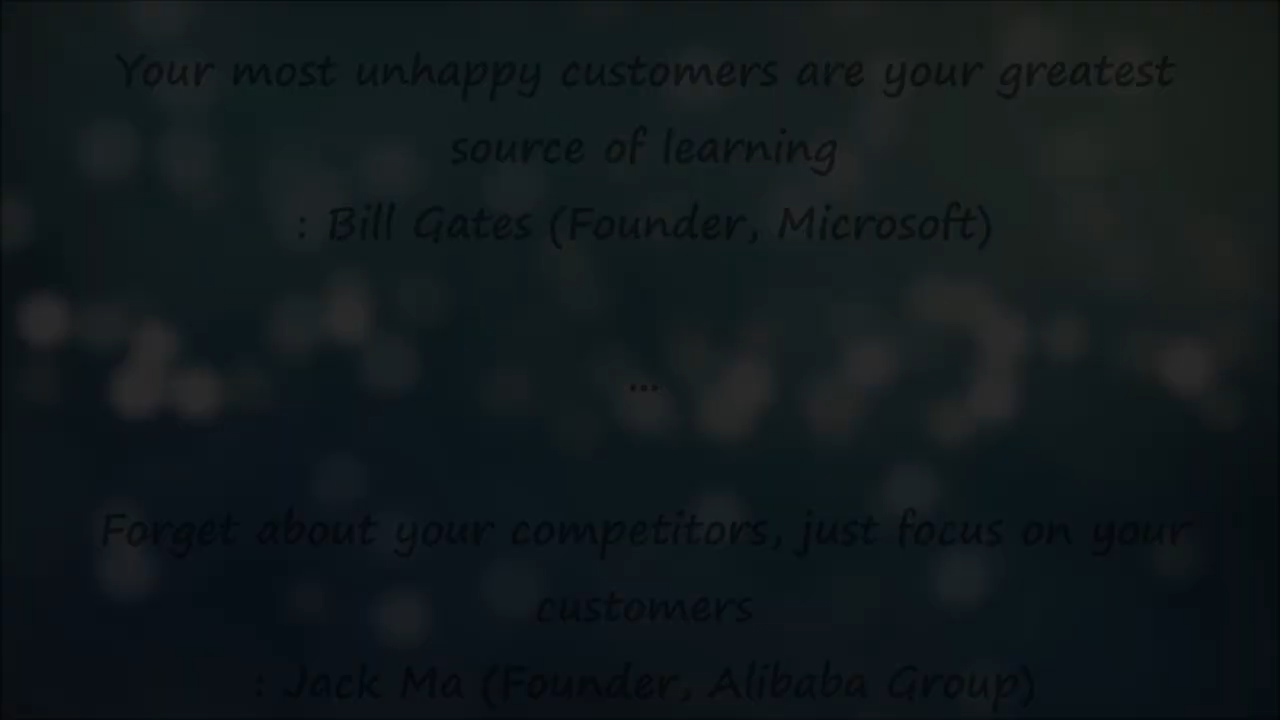 Your most unhappy customers are your greatest
source of learning
: Bill Gates (Founder, Microsoft)
...
Forget about your competitors, just focus on your
customers
: Jack Ma (Founder, Alibaba Group)